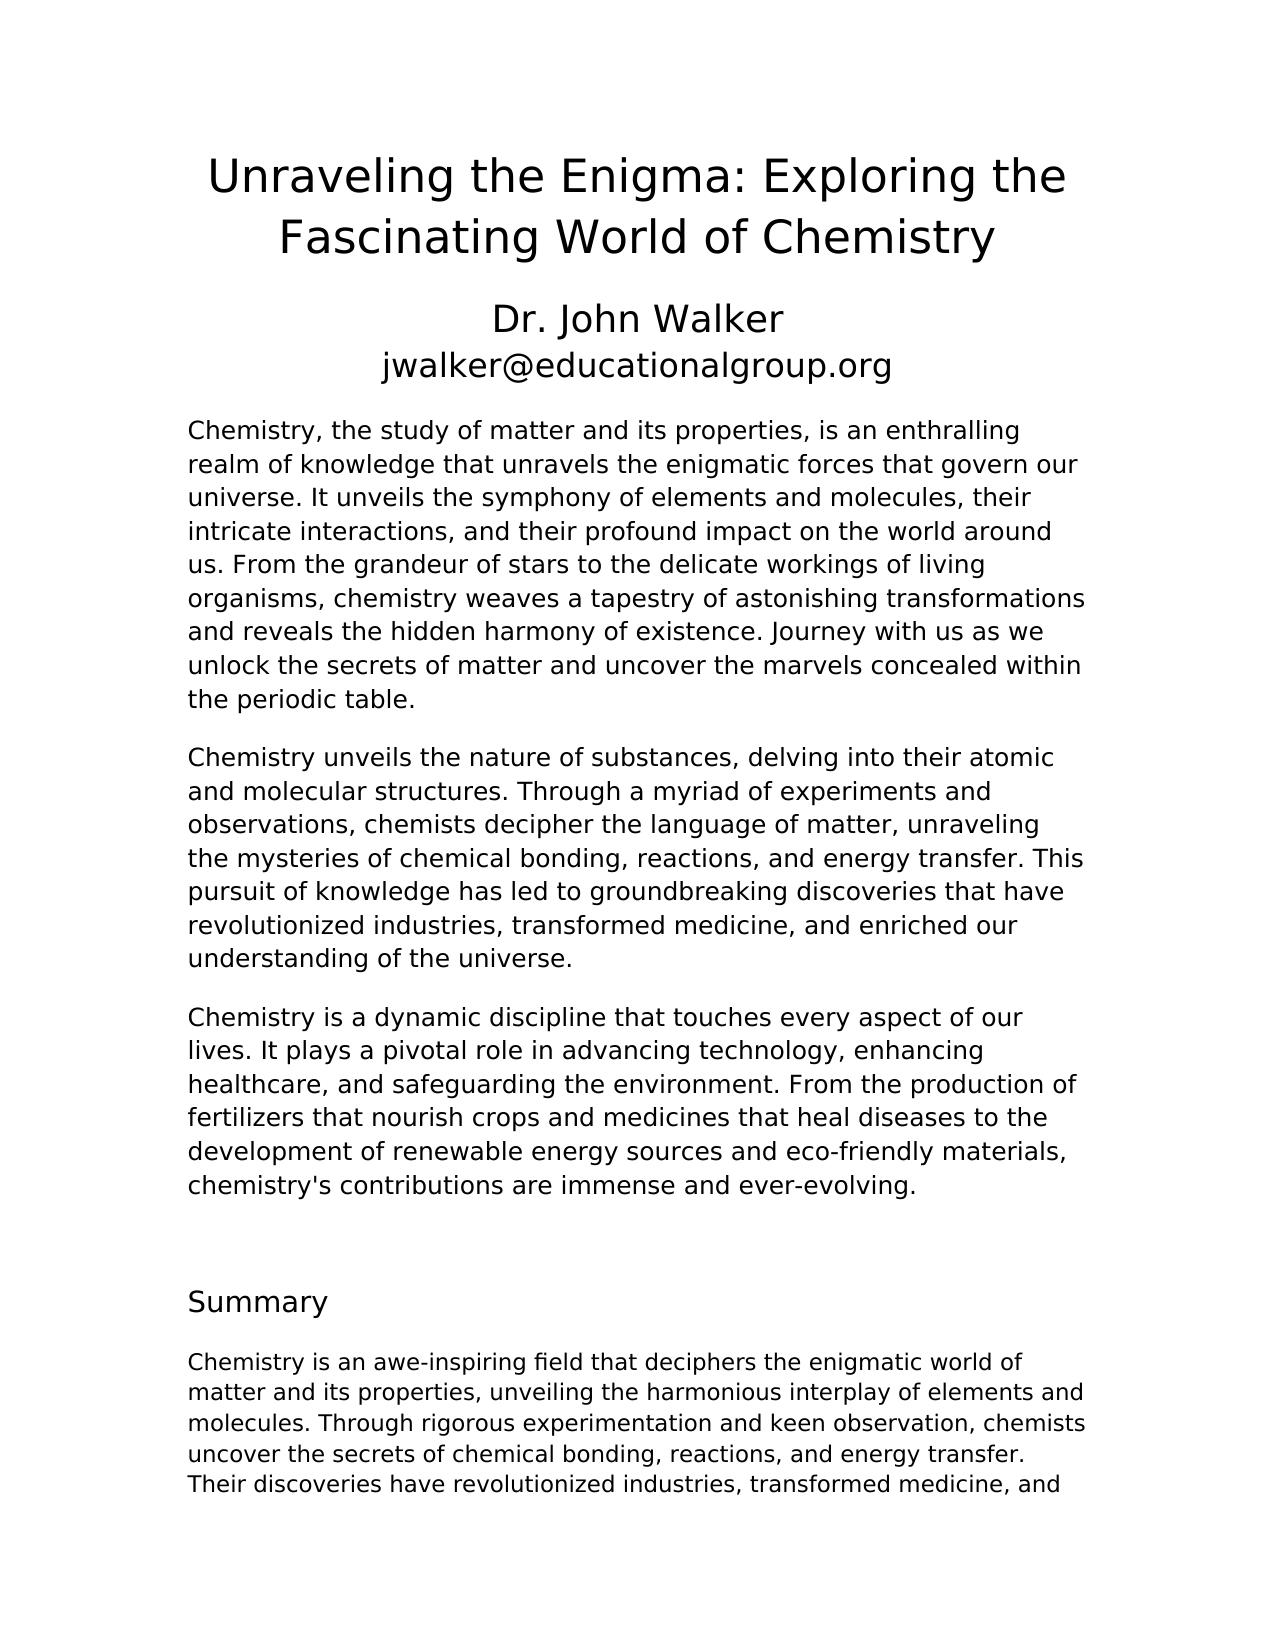 Unraveling the Enigma: Exploring the
Fascinating World of Chemistry
Dr. John Walker
jwalker@educationalgroup.org
Chemistry, the study of matter and its properties, is an enthralling
realm of knowledge that unravels the enigmatic forces that govern our
universe. It unveils the symphony of elements and molecules, their
intricate interactions, and their profound impact on the world around
us. From the grandeur of stars to the delicate workings of living
organisms, chemistry weaves a tapestry of astonishing transformations
and reveals the hidden harmony of existence. Journey with us as we
unlock the secrets of matter and uncover the marvels concealed within
the periodic table.
Chemistry unveils the nature of substances, delving into their atomic
and molecular structures. Through a myriad of experiments and
observations, chemists decipher the language of matter, unraveling
the mysteries of chemical bonding, reactions, and energy transfer. This
pursuit of knowledge has led to groundbreaking discoveries that have
revolutionized industries, transformed medicine, and enriched our
understanding of the universe.
Chemistry is a dynamic discipline that touches every aspect of our
lives. It plays a pivotal role in advancing technology, enhancing
healthcare, and safeguarding the environment. From the production of
fertilizers that nourish crops and medicines that heal diseases to the
development of renewable energy sources and eco-friendly materials,
chemistry's contributions are immense and ever-evolving.
Summary
Chemistry is an awe-inspiring field that deciphers the enigmatic world of
matter and its properties, unveiling the harmonious interplay of elements and
molecules. Through rigorous experimentation and keen observation, chemists
uncover the secrets of chemical bonding, reactions, and energy transfer.
Their discoveries have revolutionized industries, transformed medicine, and